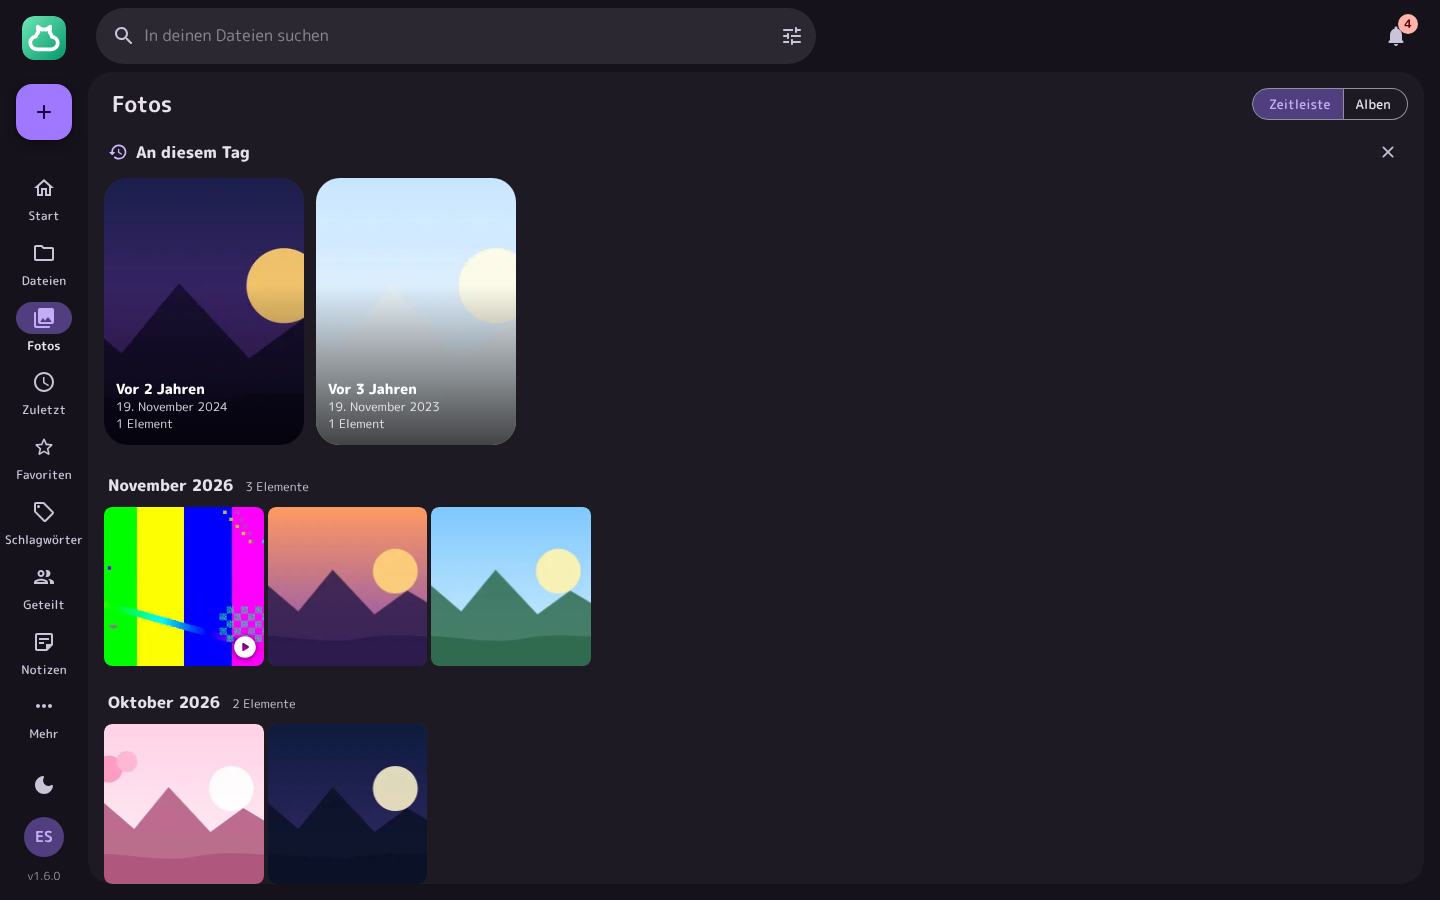 In deinen Dateien suchen
4
Fotos
Zeitleiste
Alben
An diesem Tag
Start
Dateien
Fotos
Zuletzt
Favoriten
Schlagwörter
Geteilt
Notizen
Mehr
ES
v1.6.0
Vor 2 Jahren
19. November 2024
1 Element
Vor 3 Jahren
19. November 2023
1 Element
November 2026 3 Elemente
Oktober 2026 2 Elemente